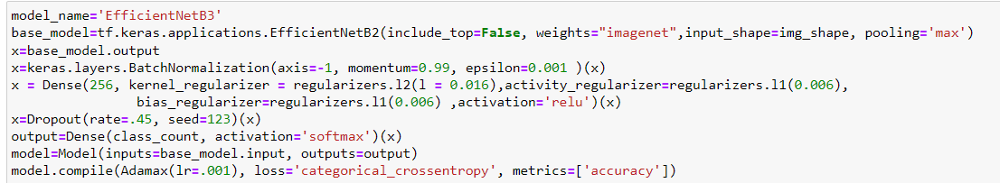 model_name='EfficientNetB3'
base_model=tf.keras.applications.EfficientNetB2(include_top=False, weights="imagenet",input_shape=img_shape, pooling='max')
x=base_model.output
x=keras.layers.BatchNormalization(axis=-1, momentum=0.99, epsilon=0.001 )(x)
x = Dense(256, kernel_regularizer = regularizers.l2(l = 0.016),activity_regularizer=regularizers.l1(0.006),
                bias_regularizer=regularizers.l1(0.006) ,activation='relu')(x)
x=Dropout(rate=.45, seed=123)(x)
output=Dense(class_count, activation='softmax')(x)
model=Model(inputs=base_model.input, outputs=output)
model.compile(Adamax(lr=.001), loss='categorical_crossentropy', metrics=['accuracy'])